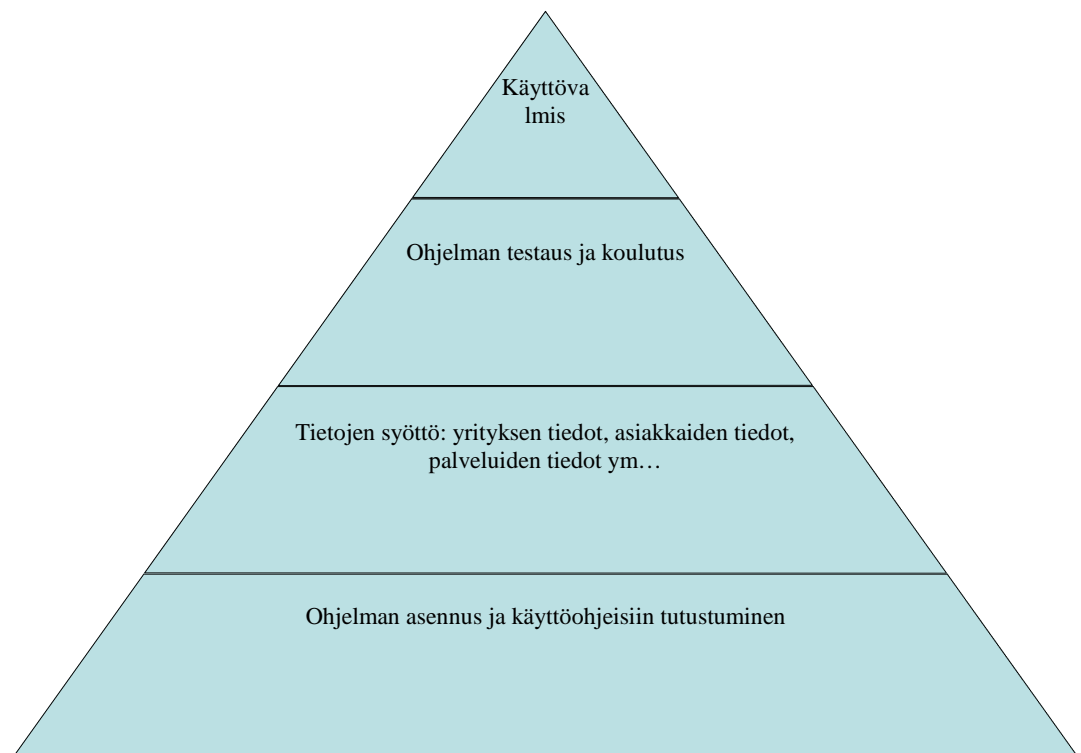 Käyttöva
lmis
Ohjelman testaus ja koulutus
Tietojen syöttö: yrityksen tiedot, asiakkaiden tiedot,
palveluiden tiedot ym…
Ohjelman asennus ja käyttöohjeisiin tutustuminen